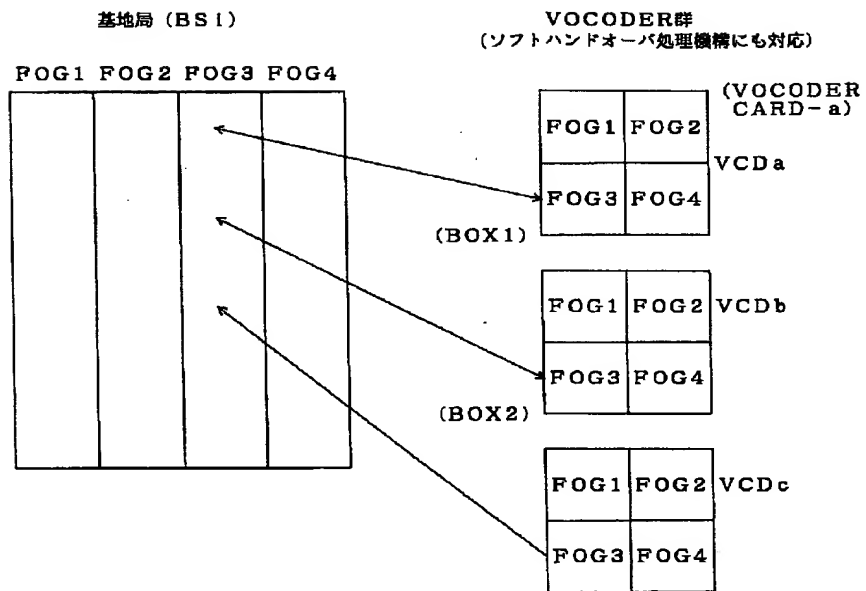 基地局（BS1）
VOCODER群
（ソフトハンドオーバ処理機構にも対応）
FOG1 FOG2 FOG3 FOG4
（VOCODER CARD-a）
FOG1 FOG2
VCDa
FOG3 FOG4
（BOX1）
FOG1 FOG2 VCDb
FOG3 FOG4
（BOX2）
FOG1 FOG2 VCDc
FOG3 FOG4